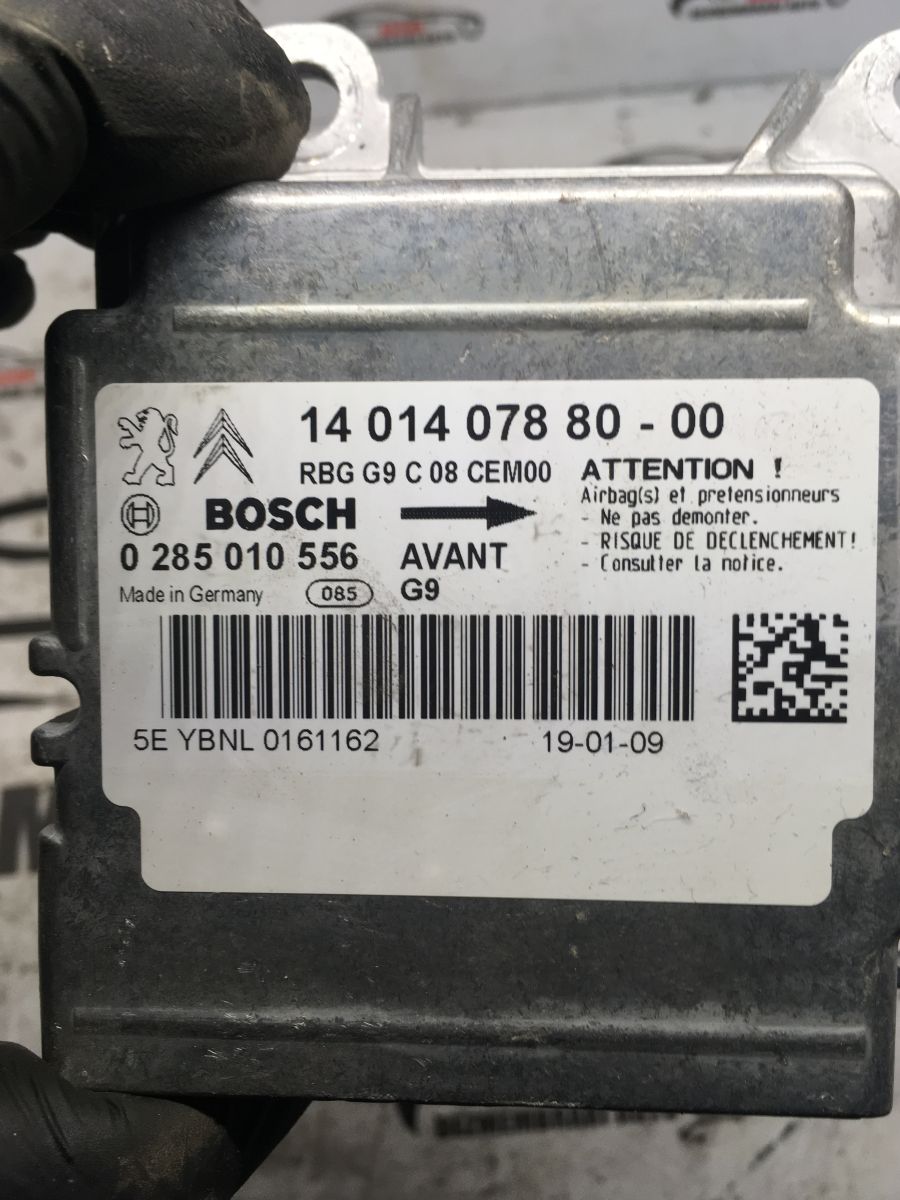 14 014 078 80 - 00
RBG G9 C 08 CEM00
ATTENTION !
Airbag(s) et pretensionneurs
- Ne pas demonter.
- RISQUE DE DECLENCHEMENT!
- Consulter la notice.
BOSCH
0 285 010 556
AVANT
Made in Germany
085
G9
5E YBNL 0161162
19-01-09